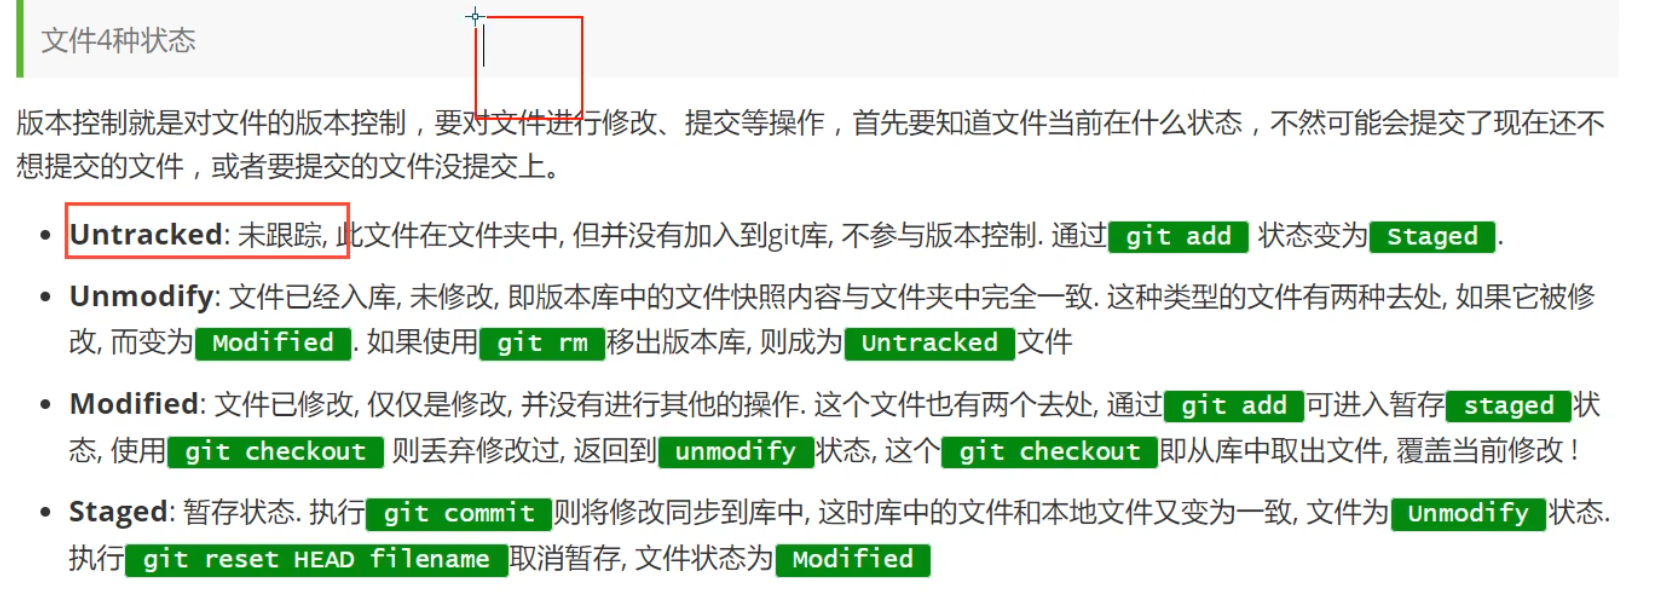 文件4种状态
版本控制就是对文件的版本控制，要对文件进行修改、提交等操作，首先要知道文件当前在什么状态，不然可能会提交了现在还不
想提交的文件，或者要提交的文件没提交上。
• Untracked: 未跟踪, 此文件在文件夹中, 但并没有加入到git库, 不参与版本控制. 通过 git add 状态变为 Staged .
• Unmodify: 文件已经入库, 未修改, 即版本库中的文件快照内容与文件夹中完全一致. 这种类型的文件有两种去处, 如果它被修
改, 而变为 Modified . 如果使用 git rm 移出版本库, 则成为 Untracked 文件
• Modified: 文件已修改, 仅仅是修改, 并没有进行其他的操作. 这个文件也有两个去处, 通过 git add 可进入暂存 staged 状
态, 使用 git checkout 则丢弃修改过, 返回到 unmodify 状态, 这个 git checkout 即从库中取出文件, 覆盖当前修改！
• Staged: 暂存状态. 执行 git commit 则将修改同步到库中, 这时库中的文件和本地文件又变为一致, 文件为 Unmodify 状态.
执行 git reset HEAD filename 取消暂存, 文件状态为 Modified